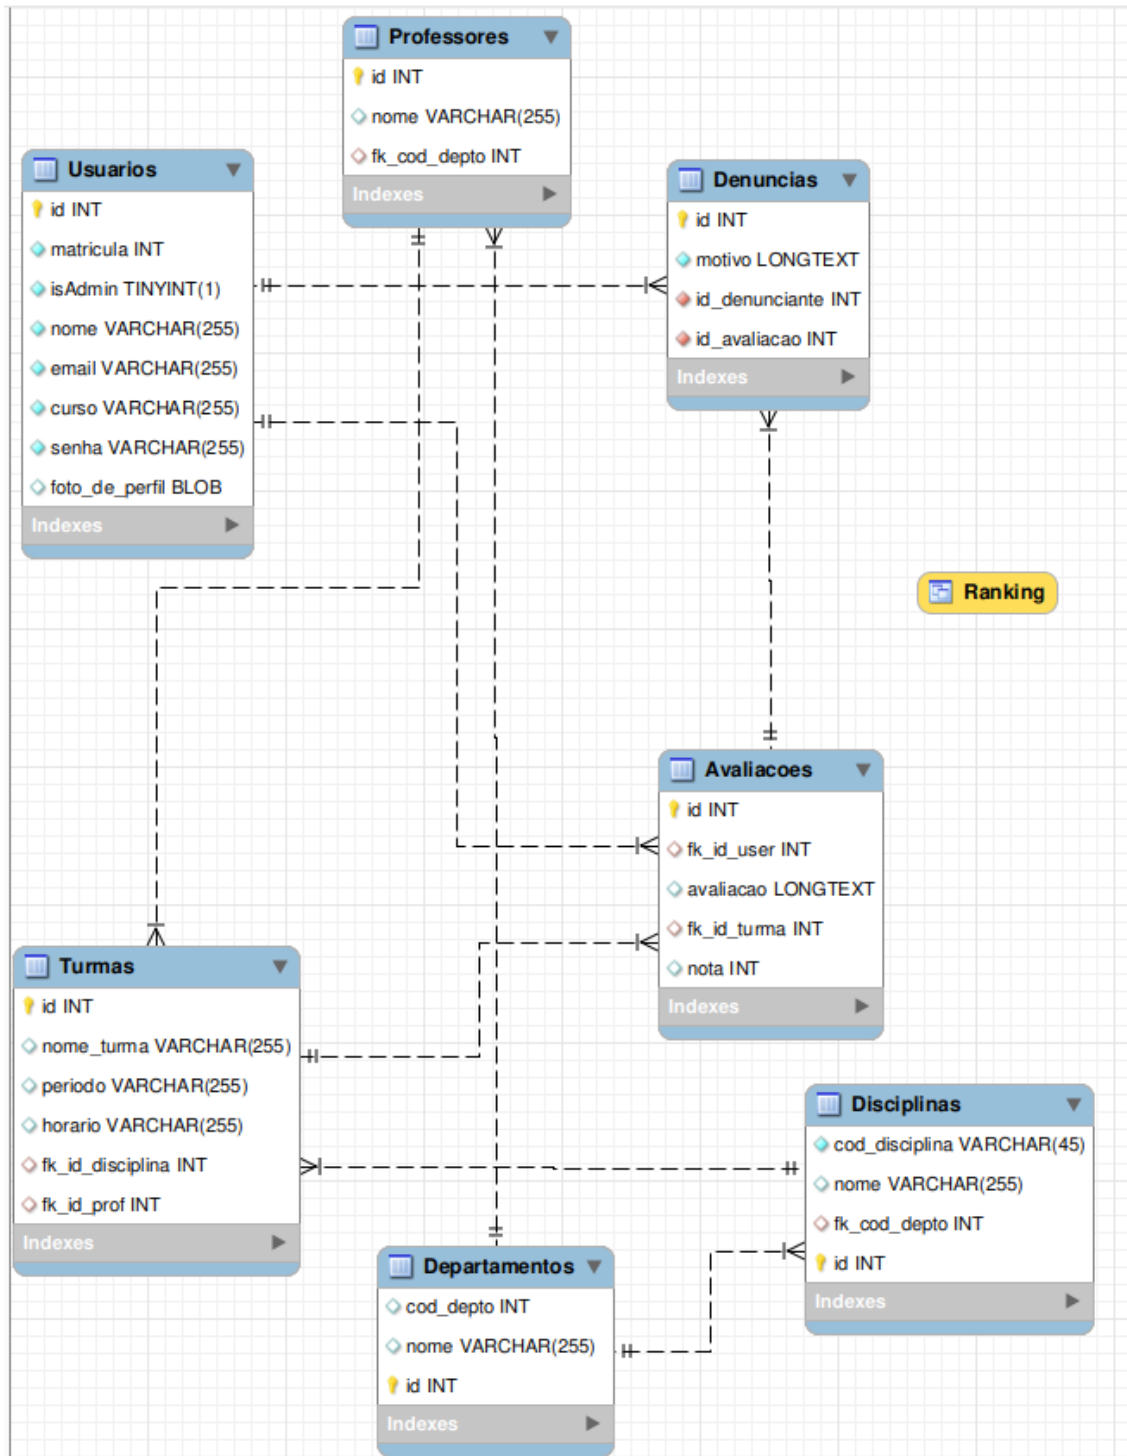 Professores
id INT
nome VARCHAR(255)
fk_cod_depto INT
Indexes
Usuarios
id INT
matricula INT
isAdmin TINYINT(1)
nome VARCHAR(255)
email VARCHAR(255)
curso VARCHAR(255)
senha VARCHAR(255)
foto_de_perfil BLOB
Indexes
Denuncias
id INT
motivo LONGTEXT
id_denunciante INT
id_avaliacao INT
Indexes
Ranking
Avaliacoes
id INT
fk_id_user INT
avaliacao LONGTEXT
fk_id_turma INT
nota INT
Indexes
Turmas
id INT
nome_turma VARCHAR(255)
periodo VARCHAR(255)
horario VARCHAR(255)
fk_id_disciplina INT
fk_id_prof INT
Indexes
Disciplinas
cod_disciplina VARCHAR(45)
nome VARCHAR(255)
fk_cod_depto INT
id INT
Indexes
Departamentos
cod_depto INT
nome VARCHAR(255)
id INT
Indexes